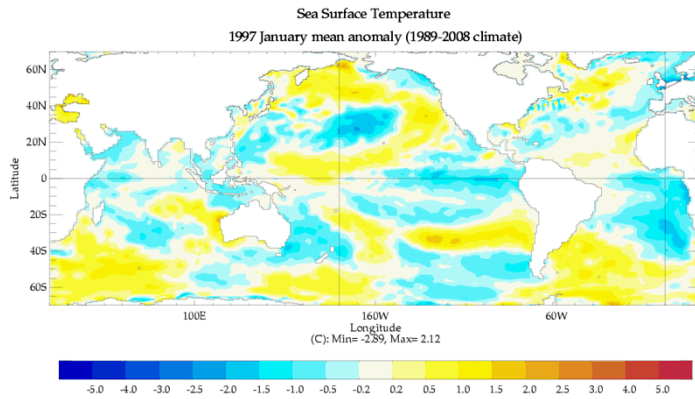 Sea Surface Temperature
1997 January mean anomaly (1989-2008 climate)
60N
40N
20N
0
20S
40S
60S
Latitude
100E
160W
60W
Longitude
(C): Min= -2.89, Max= 2.12
-5.0 -4.0 -3.0 -2.5 -2.0 -1.5 -1.0 -0.5 -0.2 0.2 0.5 1.0 1.5 2.0 2.5 3.0 4.0 5.0